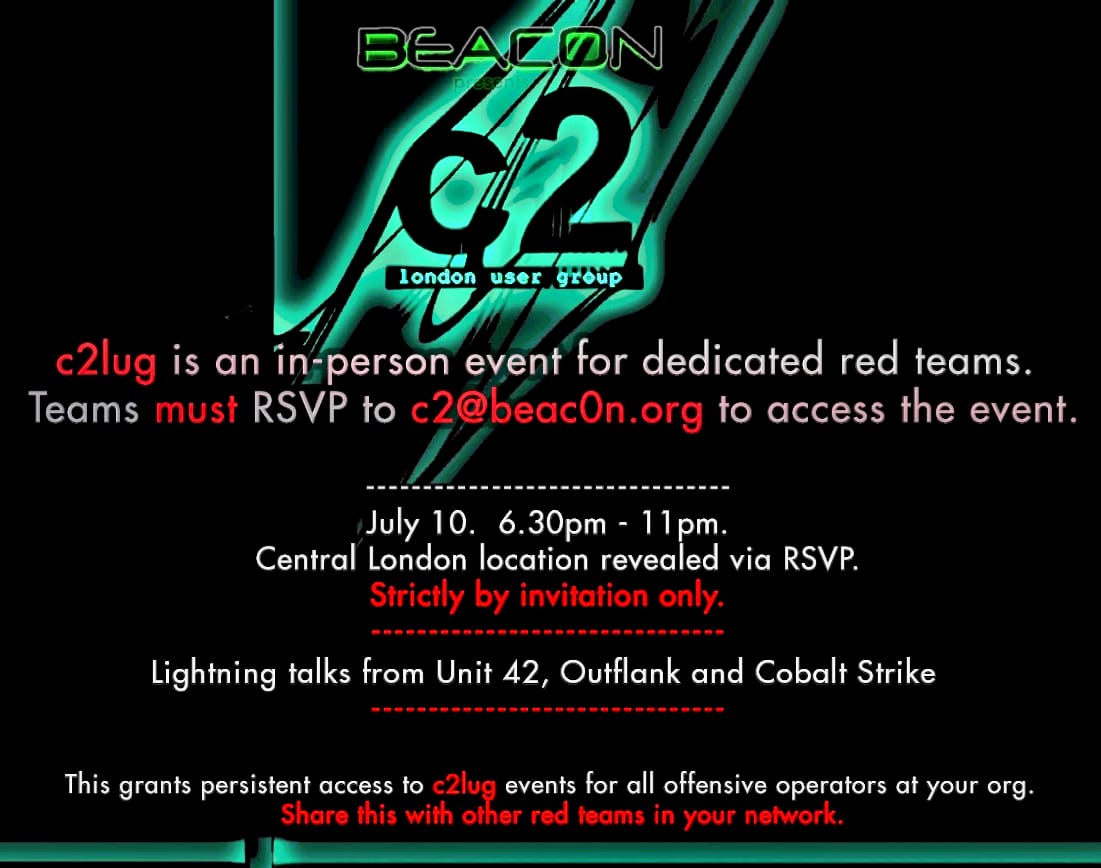 BEAC0N
presents
c2
london user group
c2lug is an in-person event for dedicated red teams.
Teams must RSVP to c2@beac0n.org to access the event.
--------------------------------
July 10.  6.30pm - 11pm.
Central London location revealed via RSVP.
Strictly by invitation only.
-------------------------------
Lightning talks from Unit 42, Outflank and Cobalt Strike
-------------------------------
This grants persistent access to c2lug events for all offensive operators at your org.
Share this with other red teams in your network.